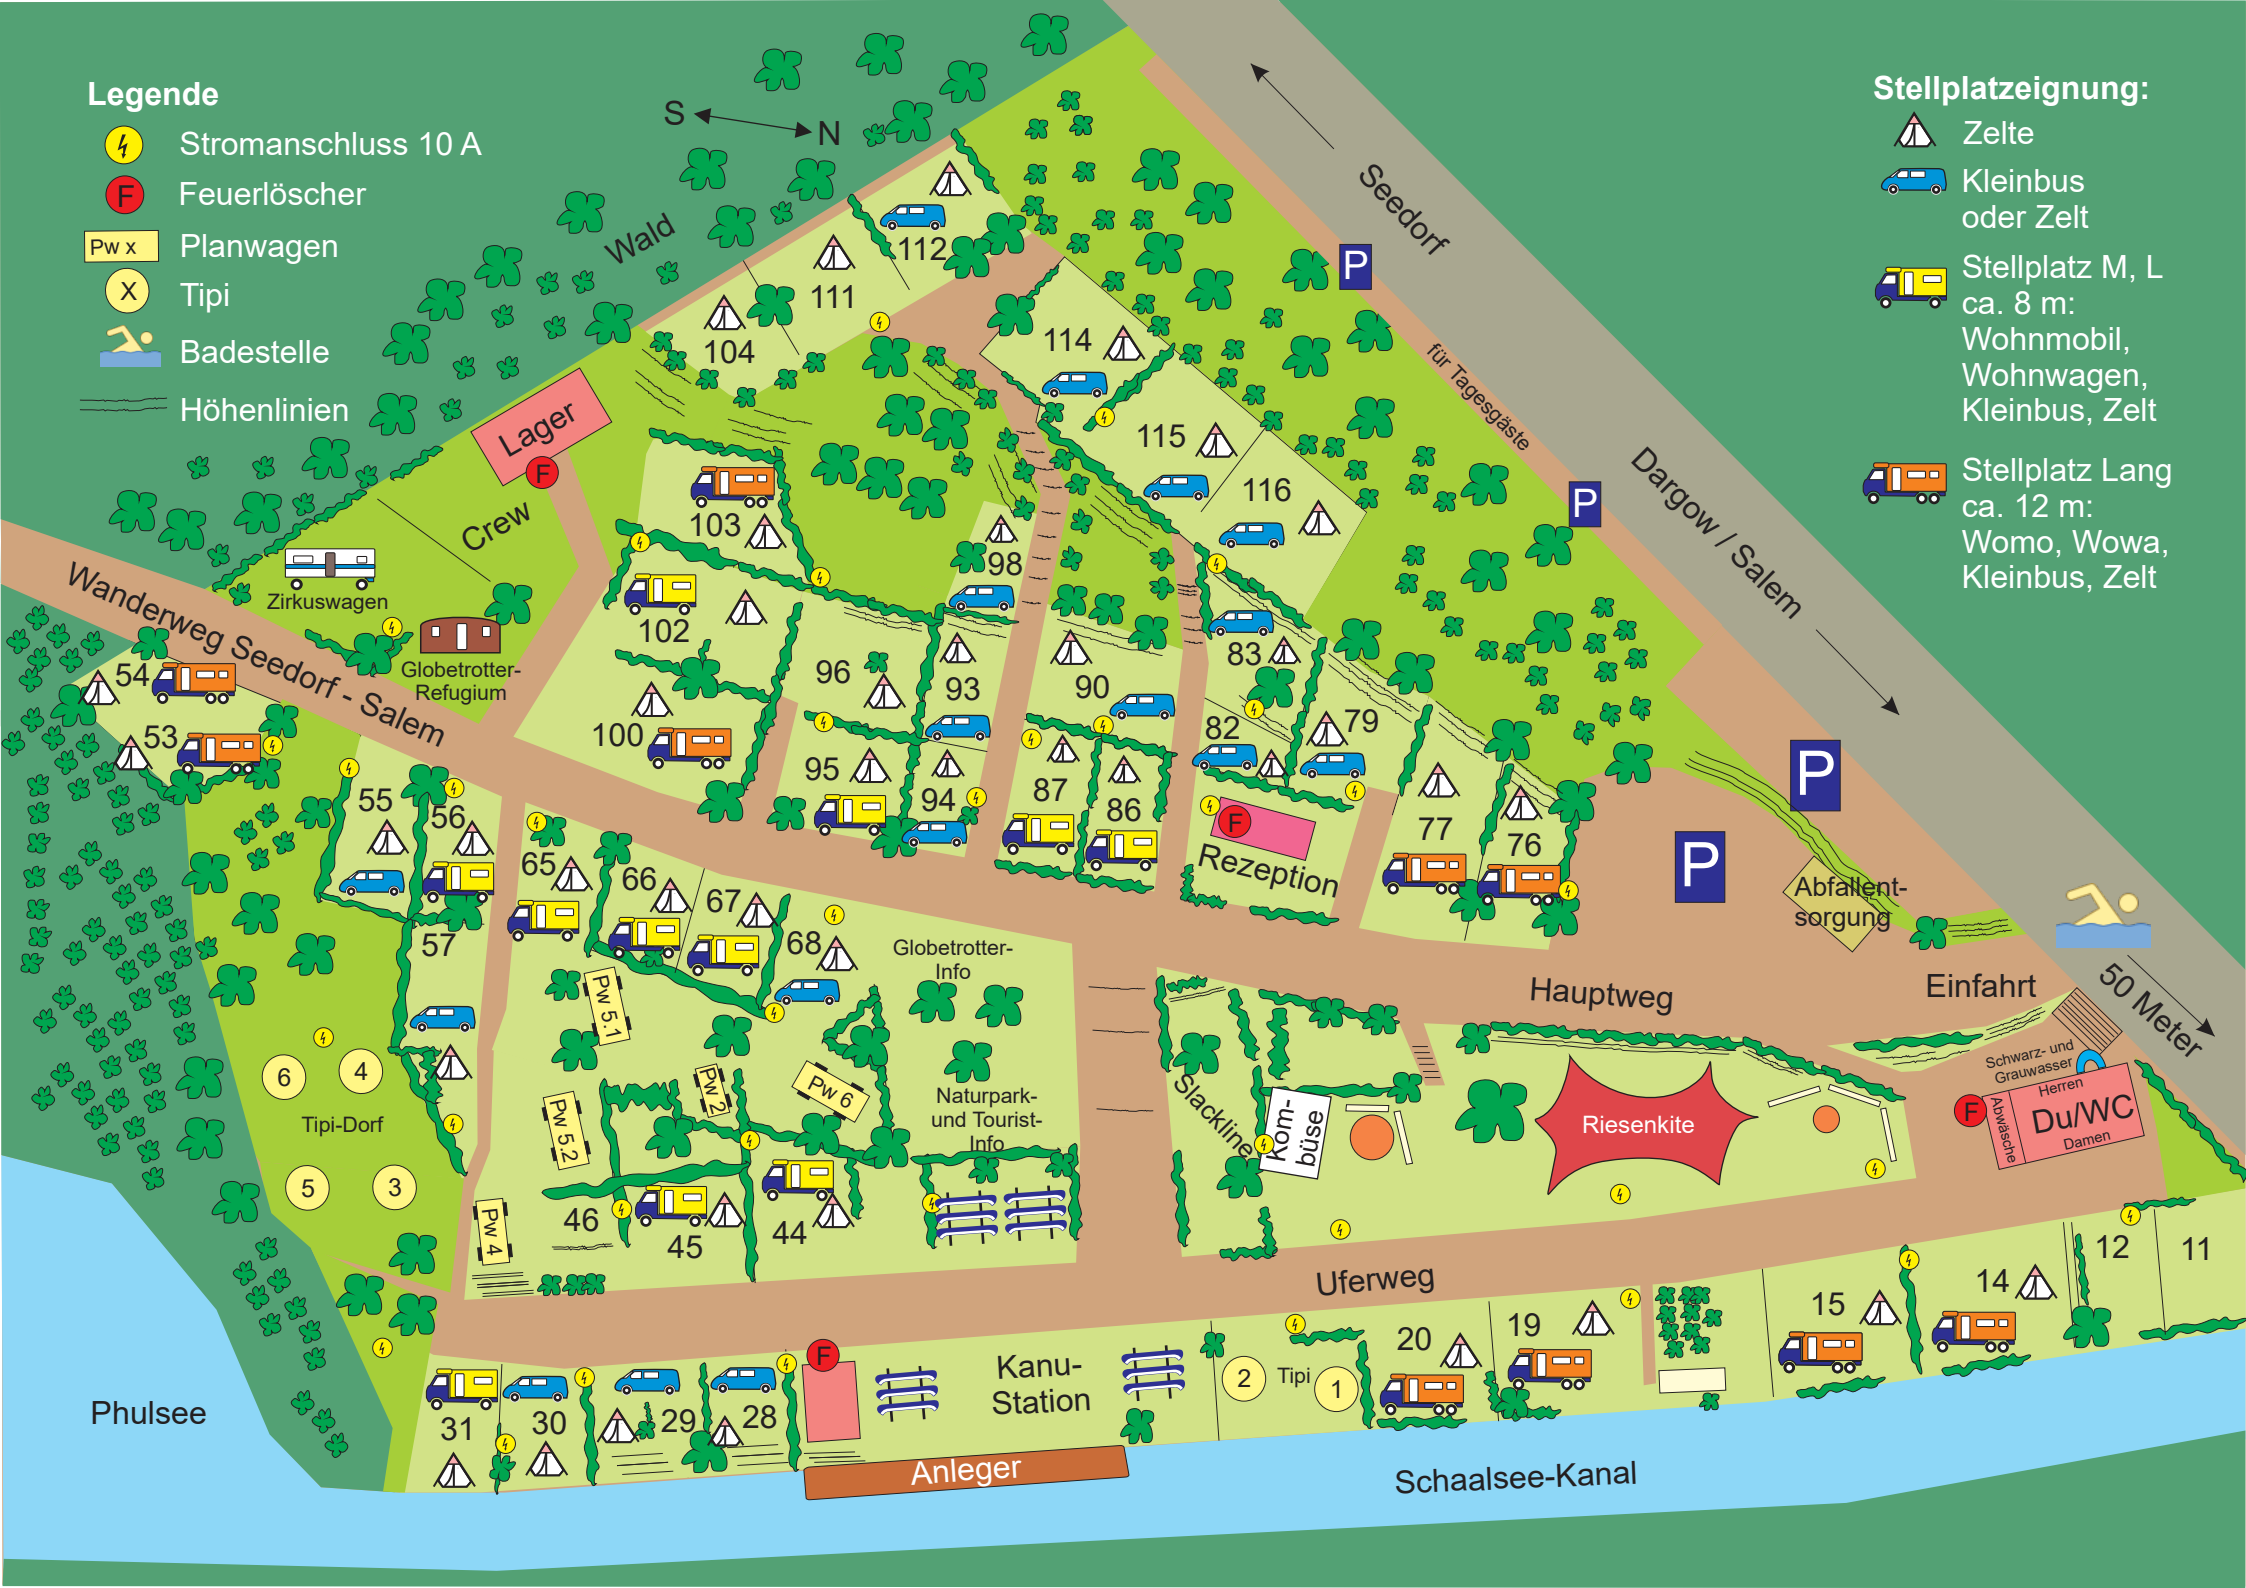 Legende
Stromanschluss 10 A
F
Feuerlöscher
Pw x
Planwagen
X
Tipi
Badestelle
Höhenlinien
S
N
Wald
Stellplatzeignung:
Zelte
Kleinbus
oder Zelt
Stellplatz M, L
ca. 8 m:
Wohnmobil,
Wohnwagen,
Kleinbus, Zelt
Stellplatz Lang
ca. 12 m:
Womo, Wowa,
Kleinbus, Zelt
Seedorf
P
für Tagesgäste
P
Dargow / Salem
P
P
112
111
104
114
115
116
Lager
F
Crew
103
98
102
Zirkuswagen
Globetrotter-
Refugium
Wanderweg Seedorf - Salem
54
53
100
96
93
90
83
82
79
95
94
87
86
77
76
F
Rezeption
Abfallent-
sorgung
55
56
57
65
66
67
68
Globetrotter-
Info
Hauptweg
Einfahrt
50 Meter
Pw 5.1
Pw 2
Pw 6
Pw 5.2
Pw 4
6
4
Tipi-Dorf
5
3
Naturpark-
und Tourist-
Info
Slackline
Kom-
büse
Riesenkite
Schwarz- und
Grauwasser
F
Abwäsche
Herren
Du/WC
Damen
46
45
44
Uferweg
12
11
14
15
19
20
2
Tipi
1
Kanu-
Station
F
31
30
29
28
Anleger
Phulsee
Schaalsee-Kanal